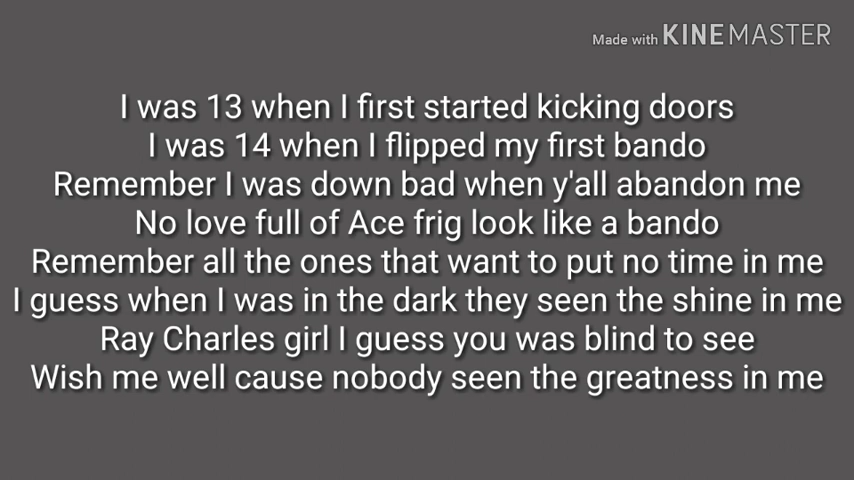 Made with KINEMASTER
I was 13 when I first started kicking doors
I was 14 when I flipped my first bando
Remember I was down bad when y'all abandon me
No love full of Ace frig look like a bando
Remember all the ones that want to put no time in me
I guess when I was in the dark they seen the shine in me
Ray Charles girl I guess you was blind to see
Wish me well cause nobody seen the greatness in me